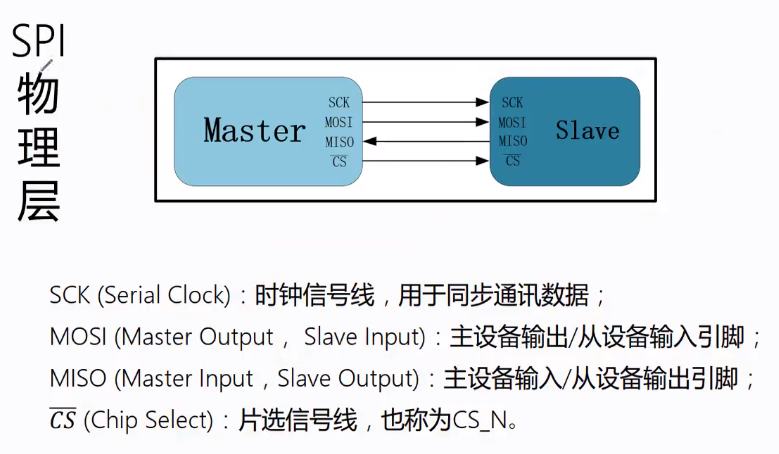 SPI
物
理
层
Master
SCK
MOSI
MISO
CS
SCK
MOSI
MISO
CS
Slave
SCK (Serial Clock)：时钟信号线，用于同步通讯数据；
MOSI (Master Output， Slave Input)：主设备输出/从设备输入引脚；
MISO (Master Input，Slave Output)：主设备输入/从设备输出引脚；
C̅S̅ (Chip Select)：片选信号线，也称为CS_N。